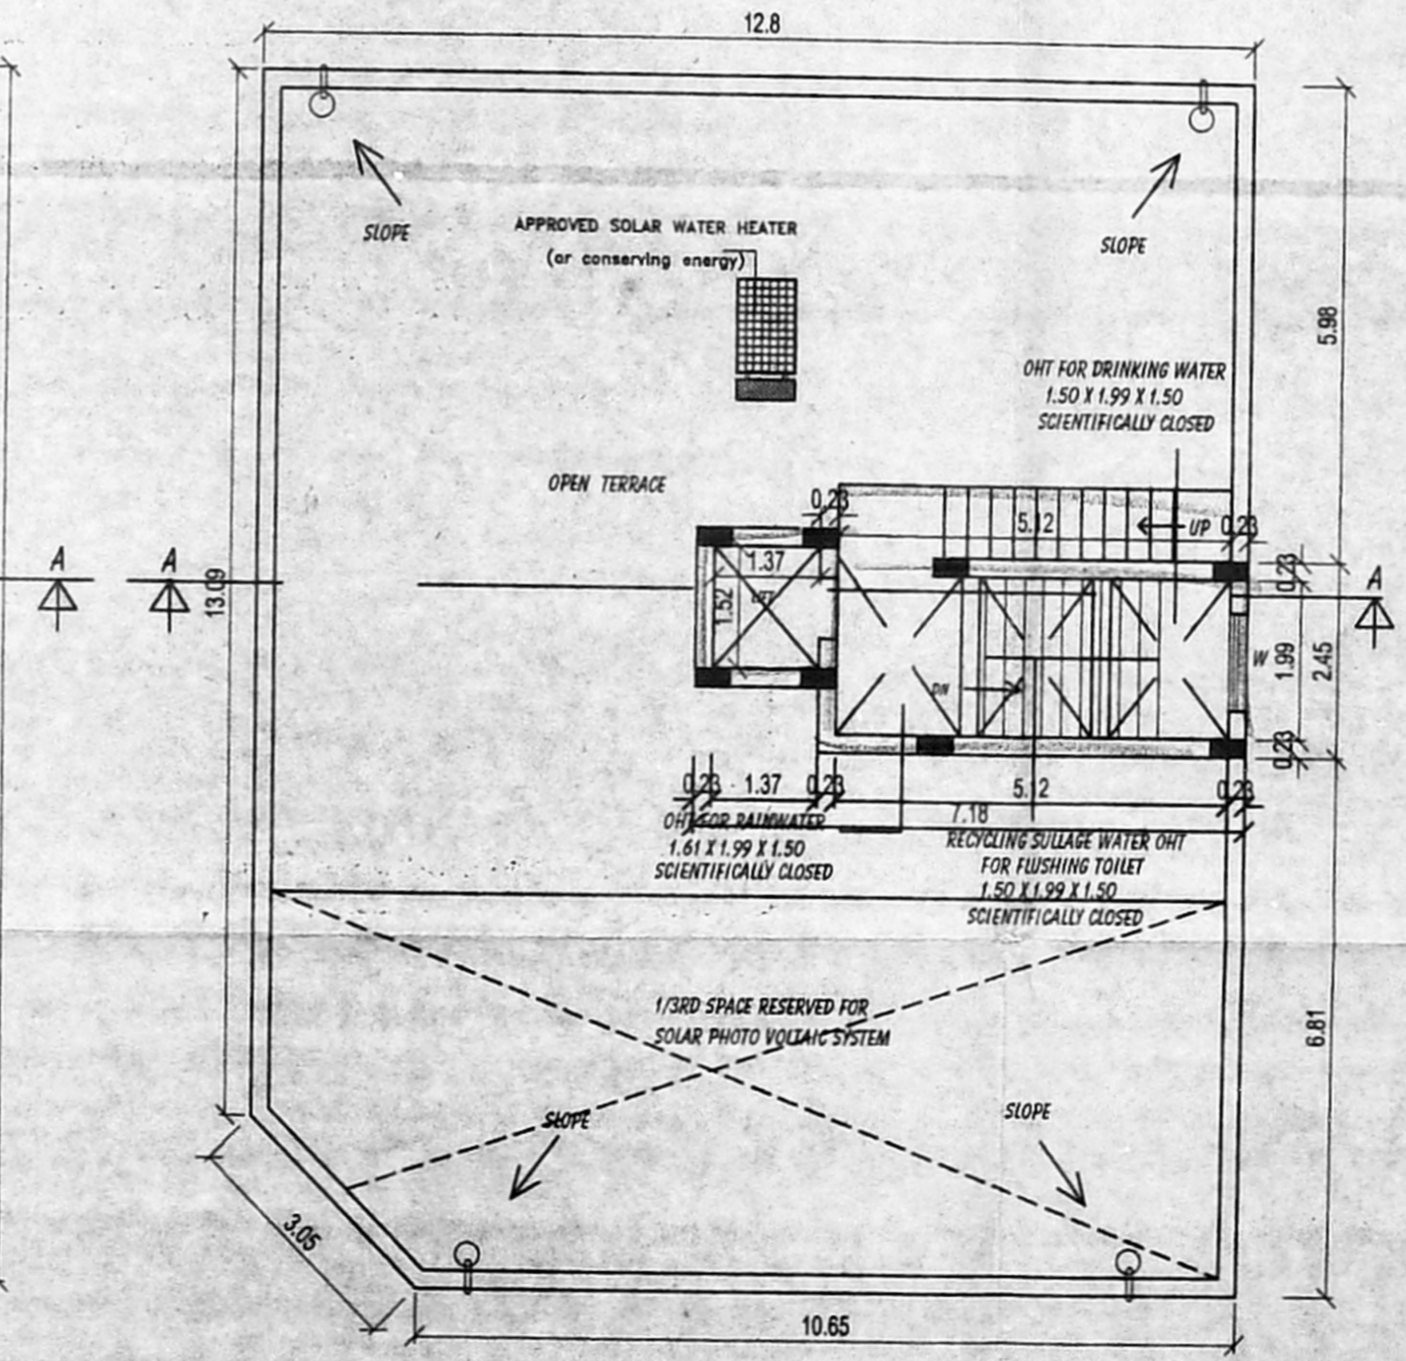 12.8
SLOPE
APPROVED SOLAR WATER HEATER
(or conserving energy)
SLOPE
5.98
OHT FOR DRINKING WATER
1.50 X 1.99 X 1.50
SCIENTIFICALLY CLOSED
OPEN TERRACE
0.23
5.12
UP
0.23
A
A
13.09
1.37
1.52
LIFT
0.23
A
W
1.99
2.45
DN
0.23
0.23
1.37
0.23
5.12
0.23
7.18
OHT FOR RAINWATER
1.61 X 1.99 X 1.50
SCIENTIFICALLY CLOSED
RECYCLING SULLAGE WATER OHT
FOR FLUSHING TOILET
1.50 X 1.99 X 1.50
SCIENTIFICALLY CLOSED
1/3RD SPACE RESERVED FOR
SOLAR PHOTO VOLTAIC SYSTEM
6.81
SLOPE
SLOPE
3.05
10.65